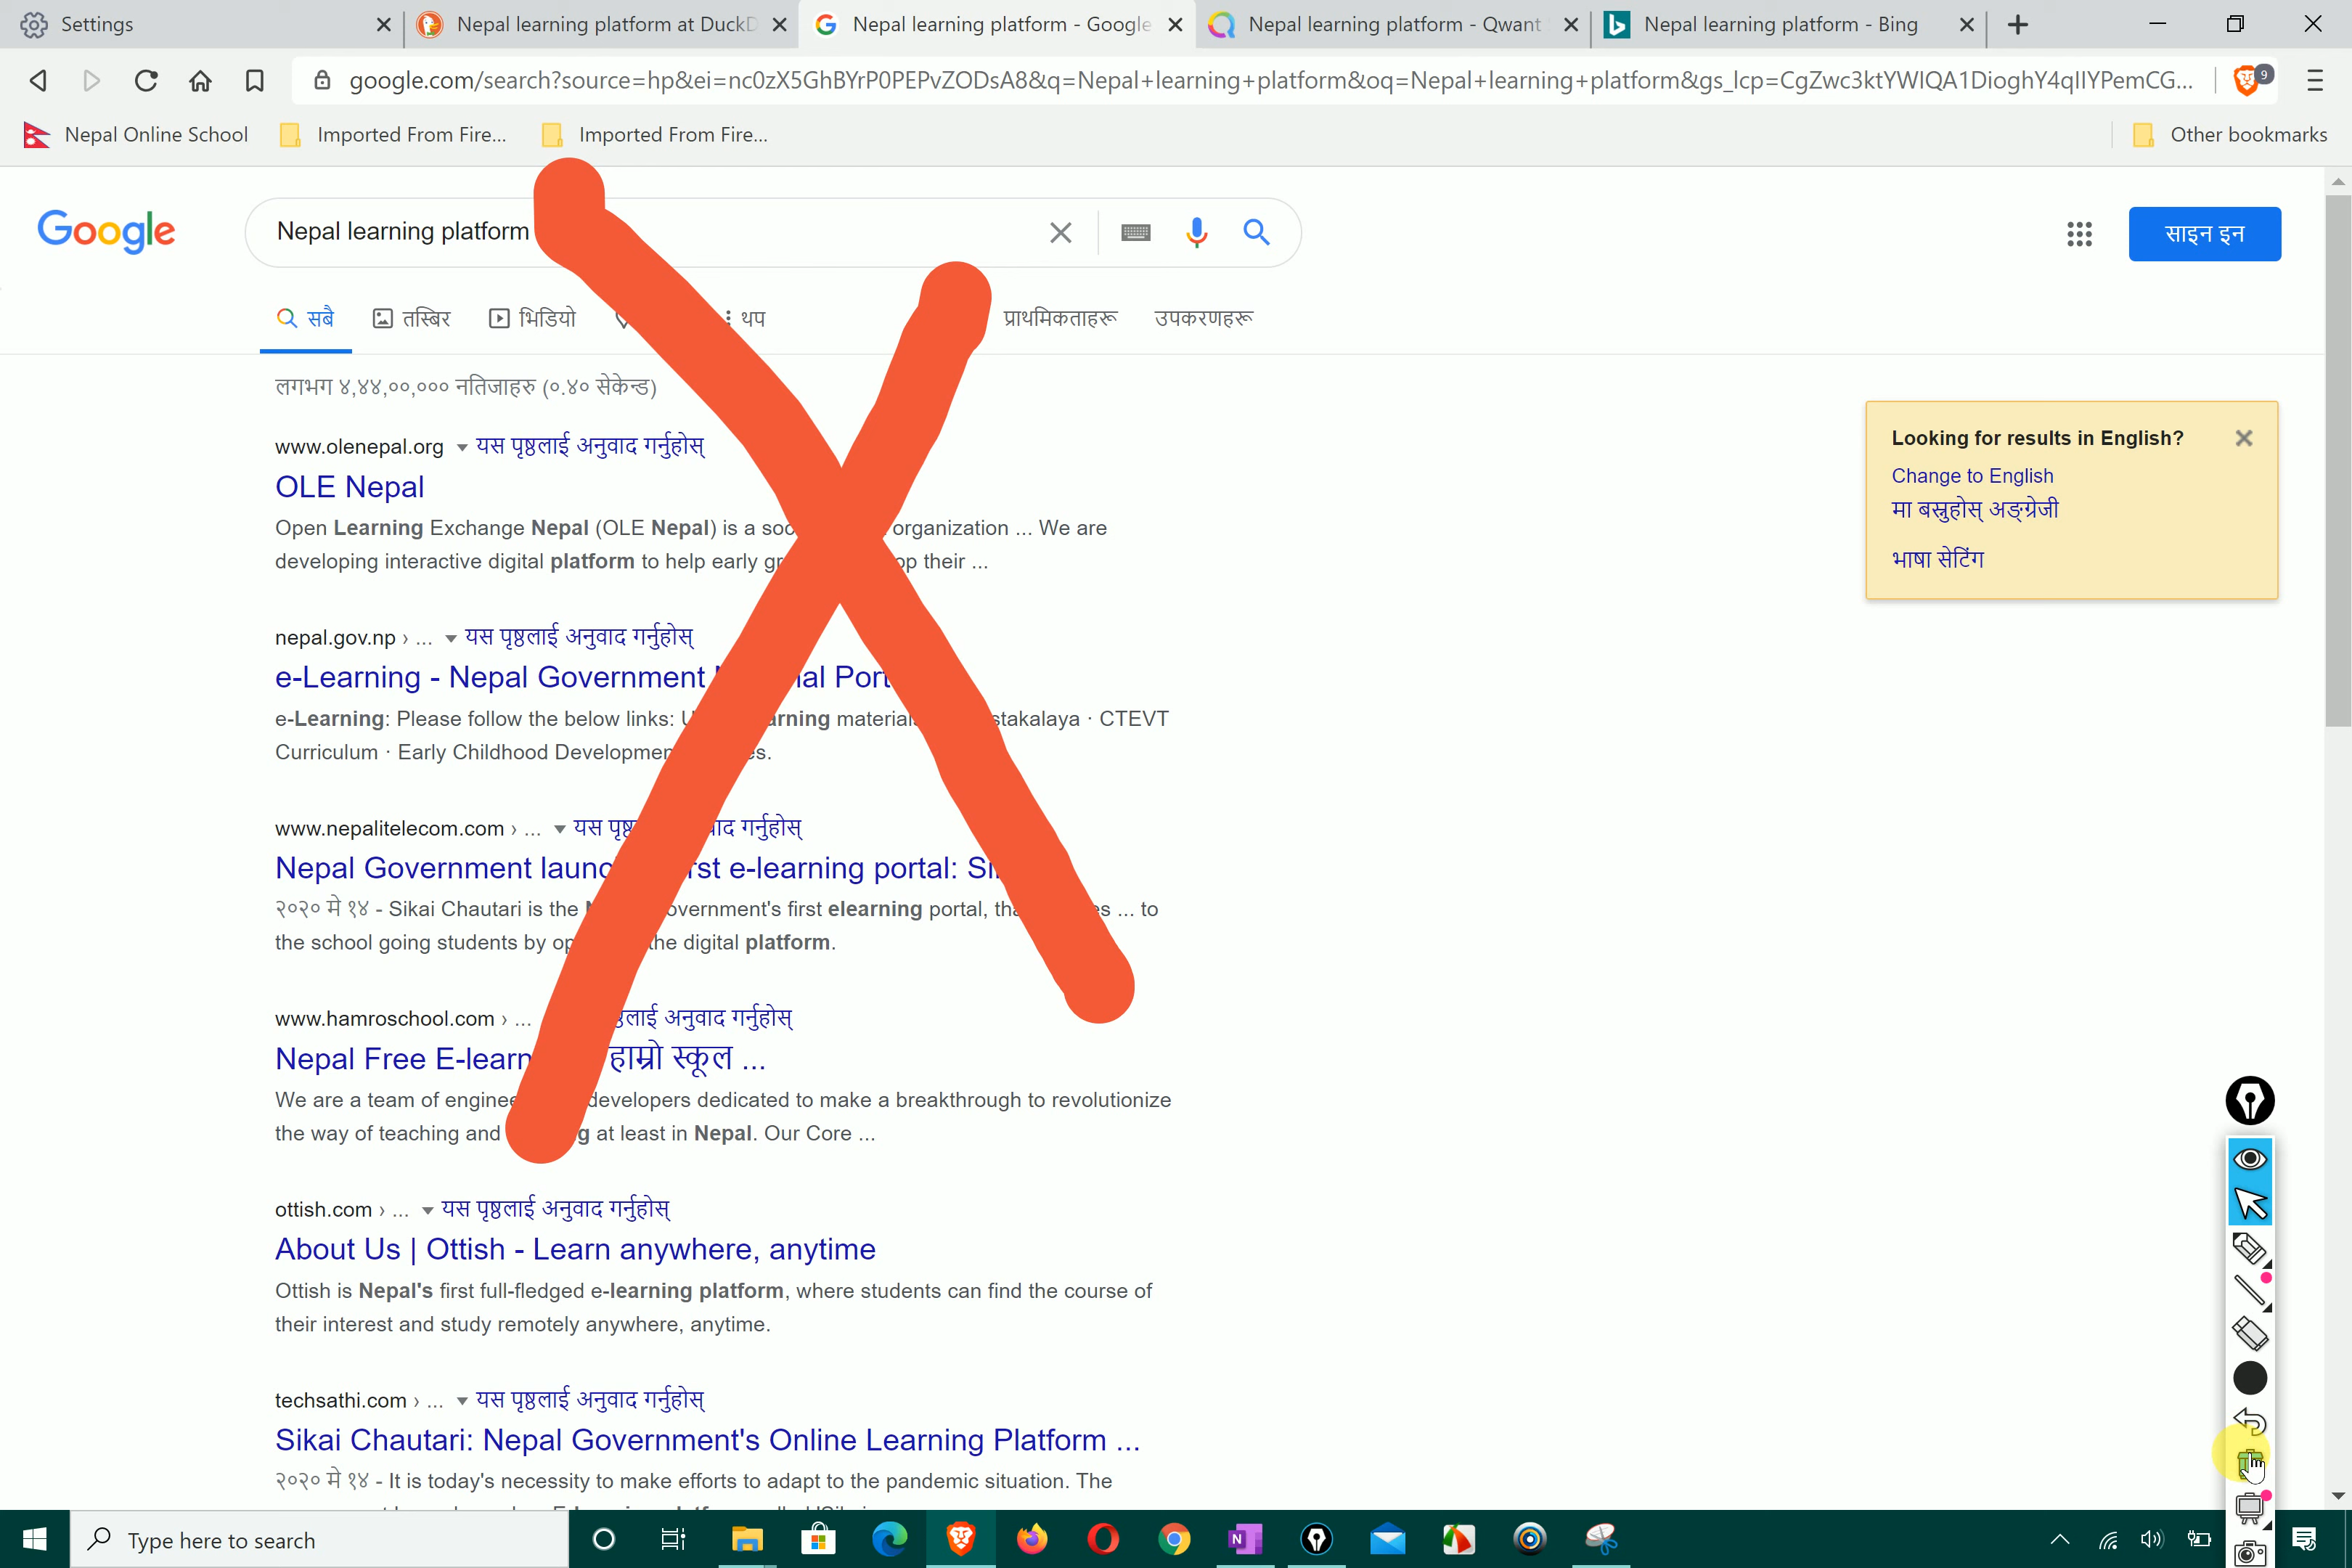 Settings
Nepal learning platform at DuckD
Nepal learning platform - Google
Nepal learning platform - Qwant
Nepal learning platform - Bing
google.com/search?source=hp&ei=nc0zX5GhBYrP0PEPvZODsA8&q=Nepal+learning+platform&oq=Nepal+learning+platform&gs_lcp=CgZwc3ktYWIQA1DioghY4qIIYPemCG...
9
Nepal Online School
Imported From Fire...
Imported From Fire...
Other bookmarks
Google
Nepal learning platform
साइन इन
सबै
तस्बिर
भिडियो
थप
प्राथमिकताहरू
उपकरणहरू
लगभग ४,४४,००,००० नतिजाहरु (०.४० सेकेन्ड)
Looking for results in English?
Change to English
मा बस्नुहोस् अङ्ग्रेजी
भाषा सेटिंग
www.olenepal.org यस पृष्ठलाई अनुवाद गर्नुहोस्
OLE Nepal
Open Learning Exchange Nepal (OLE Nepal) is a organization ... We are
developing interactive digital platform to help early their ...
nepal.gov.np › ... यस पृष्ठलाई अनुवाद गर्नुहोस्
e-Learning - Nepal Government
e-Learning: Please follow the below links: · CTEVT
Curriculum · Early Childhood
www.nepalitelecom.com › ... यस गर्नुहोस्
Nepal Government e-learning portal:
२०२० मे १४ - Sikai Chautari is the first elearning portal, ... to
the school going students by the digital platform.
www.hamroschool.com › ... अनुवाद गर्नुहोस्
Nepal Free हाम्रो स्कूल ...
We are a team of developers dedicated to make a breakthrough to revolutionize
the way of teaching and at least in Nepal. Our Core ...
ottish.com › ... यस पृष्ठलाई अनुवाद गर्नुहोस्
About Us | Ottish - Learn anywhere, anytime
Ottish is Nepal's first full-fledged e-learning platform, where students can find the course of
their interest and study remotely anywhere, anytime.
techsathi.com › ... यस पृष्ठलाई अनुवाद गर्नुहोस्
Sikai Chautari: Nepal Government's Online Learning Platform ...
२०२० मे १४ - It is today's necessity to make efforts to adapt to the pandemic situation. The
Type here to search